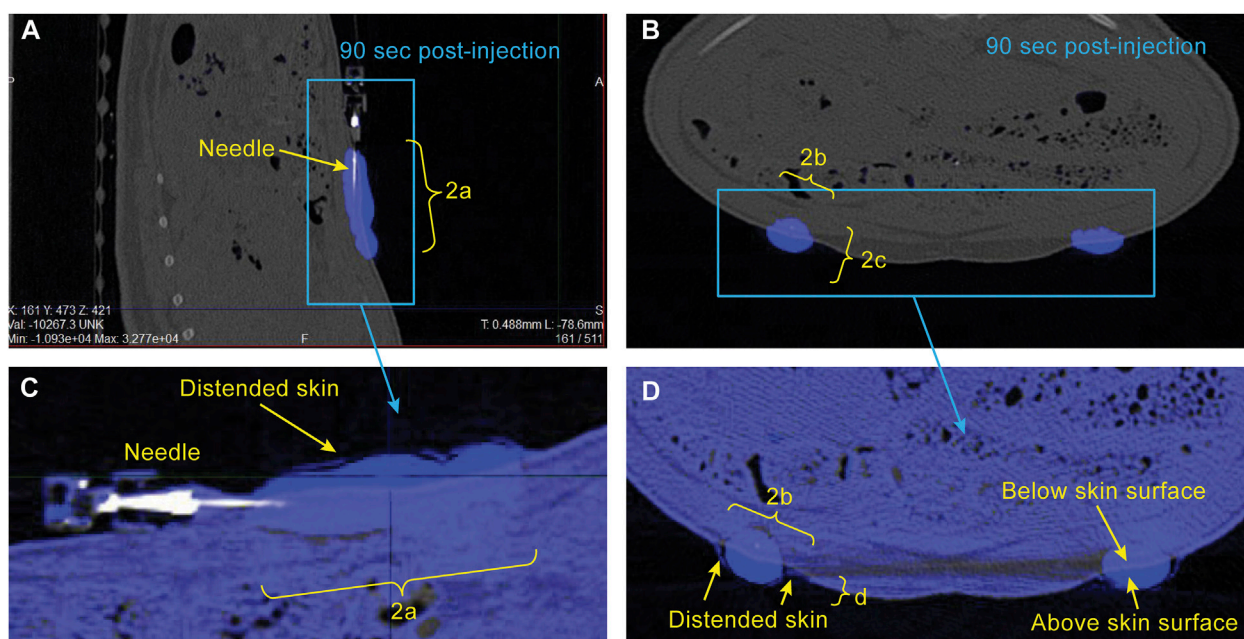 A
90 sec post-injection
P
A
Needle
2a
X: 161 Y: 473 Z: 421
Val: -10267.3 UNK
Min: -1.093e+04 Max: 3.277e+04
F
S
T: 0.488mm L: -78.6mm
161 / 511
B
90 sec post-injection
2b
2c
C
Distended skin
Needle
2a
D
2b
Below skin surface
d
Distended skin
Above skin surface